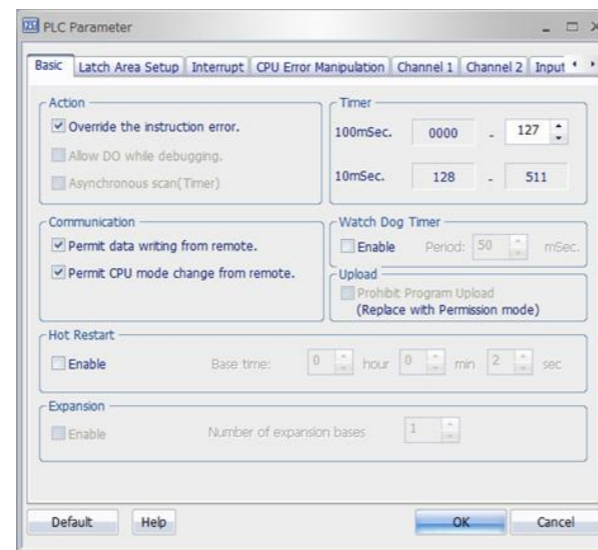 PLC Parameter
Basic Latch Area Setup Interrupt CPU Error Manipulation Channel 1 Channel 2 Input
Action
Override the instruction error.
Allow DO while debugging.
Asynchronous scan(Timer)
Timer
100mSec. 0000 - 127
10mSec. 128 - 511
Communication
Permit data writing from remote.
Permit CPU mode change from remote.
Watch Dog Timer
Enable Period: 50 mSec.
Upload
Prohibit Program Upload
(Replace with Permission mode)
Hot Restart
Enable Base time: 0 hour 0 min 2 sec
Expansion
Enable Number of expansion bases 1
Default Help OK Cancel